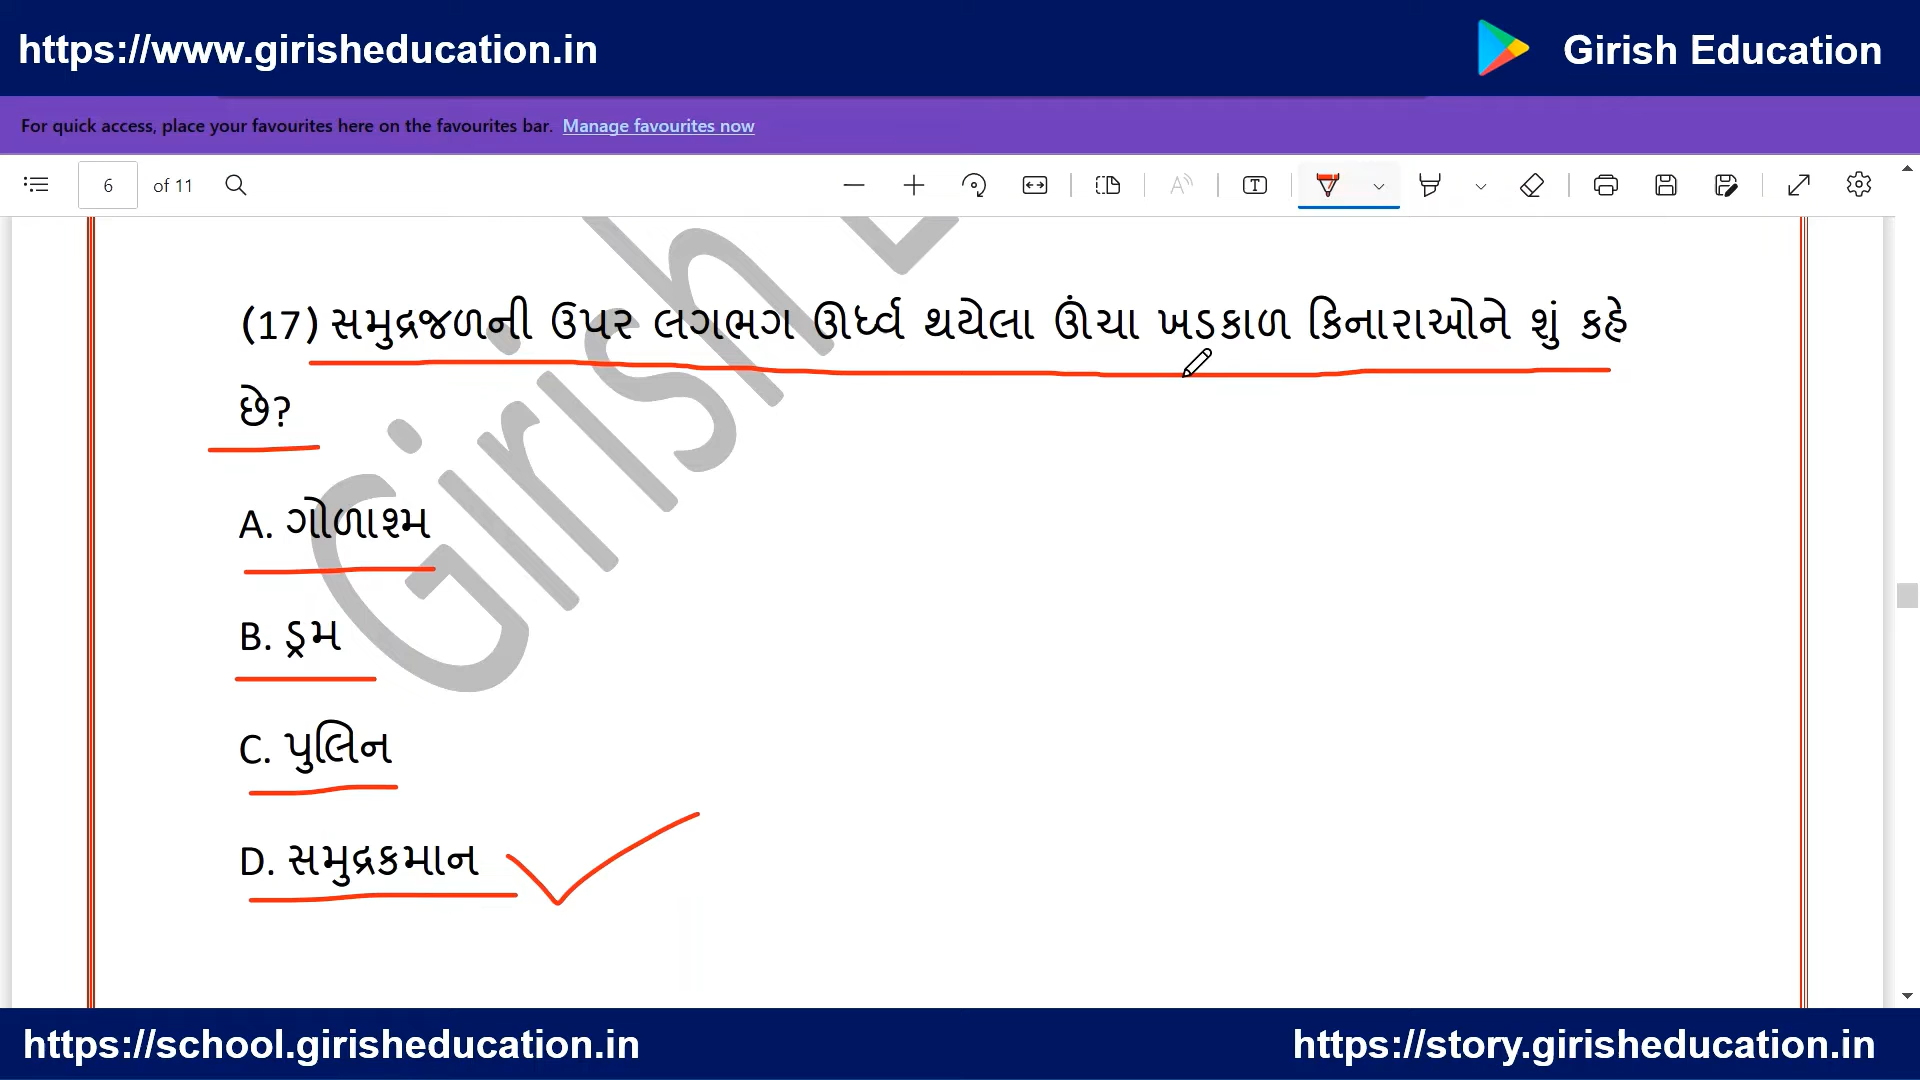 https://www.girisheducation.in
Girish Education
For quick access, place your favourites here on the favourites bar. Manage favourites now
6 of 11
(17) સમુદ્રજળની ઉપર લગભગ ઊર્ધ્વ થયેલા ઊંચા ખડકાળ કિનારાઓને શું કહે
છે?
A. ગોળાશ્મ
B. ડ્રમ
C. પુલિન
D. સમુદ્રકમાન
Girish E
https://school.girisheducation.in
https://story.girisheducation.in